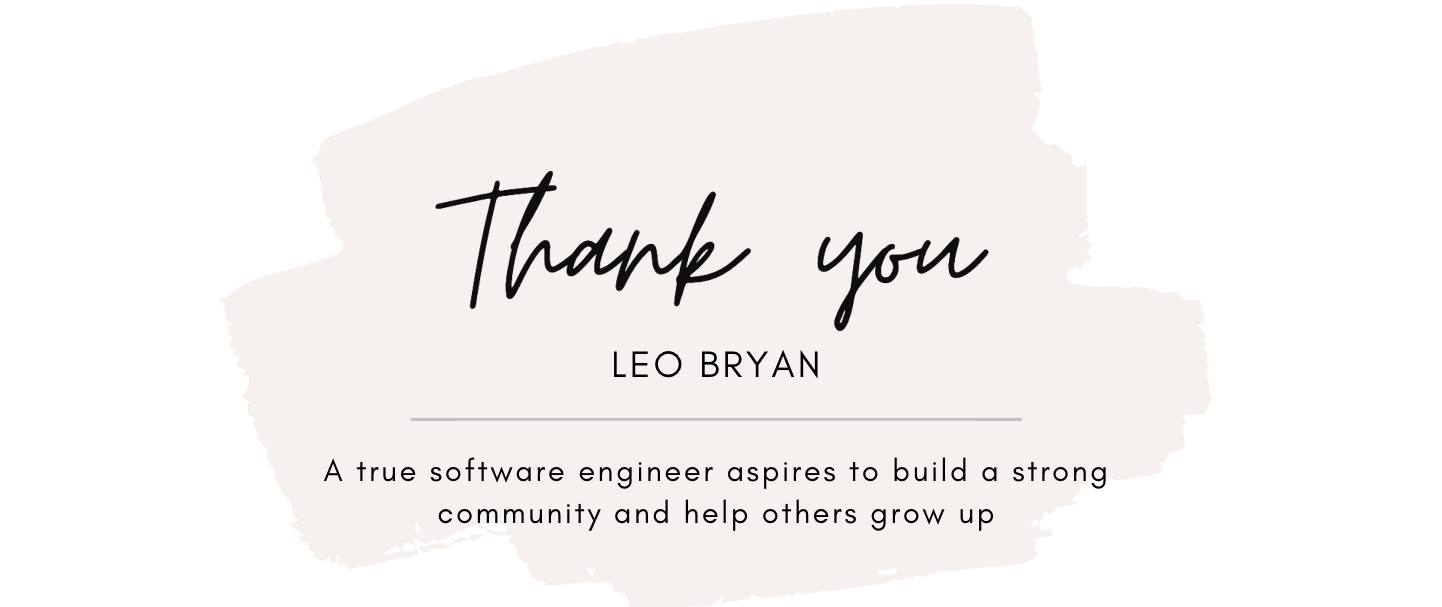 Thank you
LEO BRYAN
A true software engineer aspires to build a strong
community and help others grow up